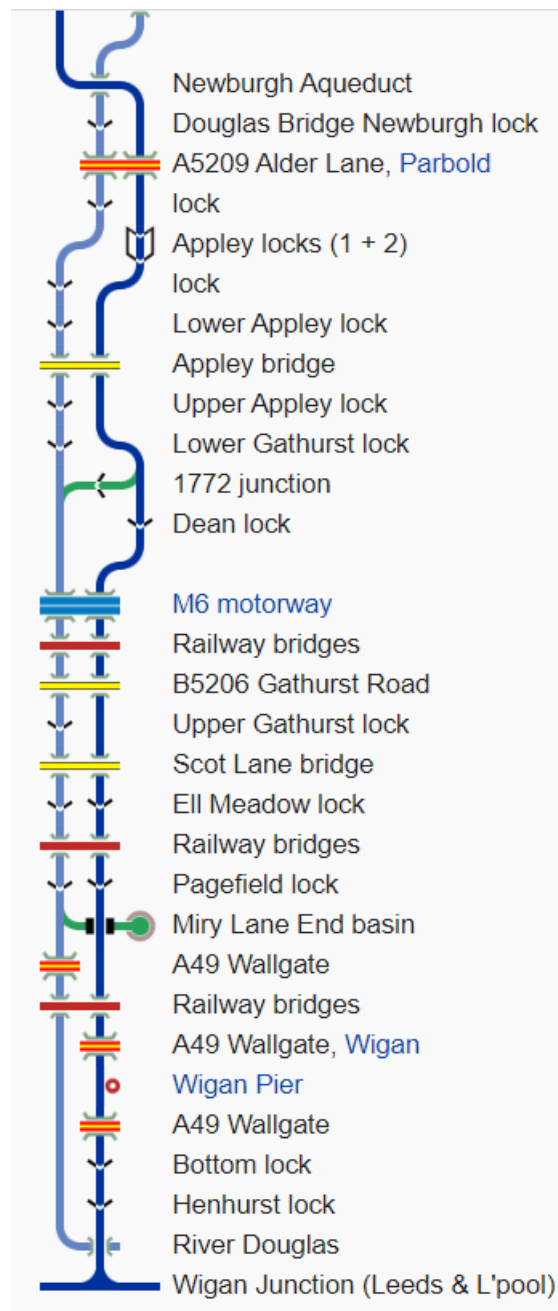 Newburgh Aqueduct
Douglas Bridge Newburgh lock
A5209 Alder Lane, Parbold
lock
Appley locks (1 + 2)
lock
Lower Appley lock
Appley bridge
Upper Appley lock
Lower Gathurst lock
1772 junction
Dean lock
M6 motorway
Railway bridges
B5206 Gathurst Road
Upper Gathurst lock
Scot Lane bridge
Ell Meadow lock
Railway bridges
Pagefield lock
Miry Lane End basin
A49 Wallgate
Railway bridges
A49 Wallgate, Wigan
Wigan Pier
A49 Wallgate
Bottom lock
Henhurst lock
River Douglas
Wigan Junction (Leeds & L'pool)